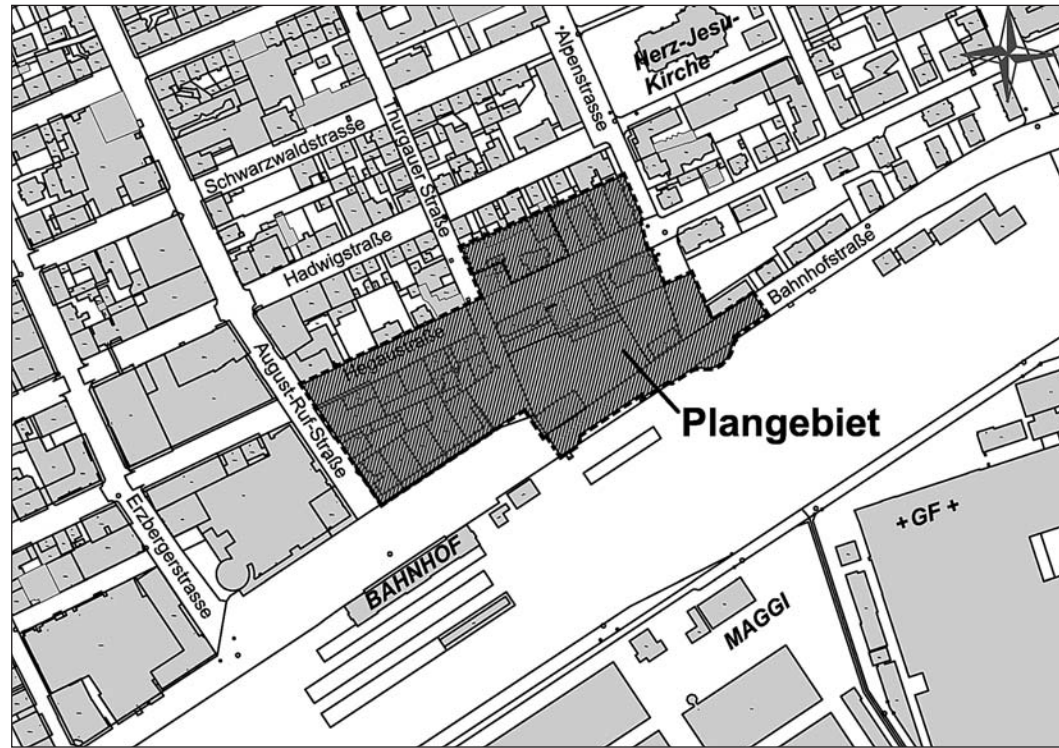 Herz-Jesu-
Kirche
Alpenstrasse
Thurgauer Straße
Schwarzwaldstrasse
Hadwigstraße
Bahnhofstraße
Hegaustraße
August-Ruf-Straße
Plangebiet
Erzbergerstrasse
+GF+
BAHNHOF
MAGGI